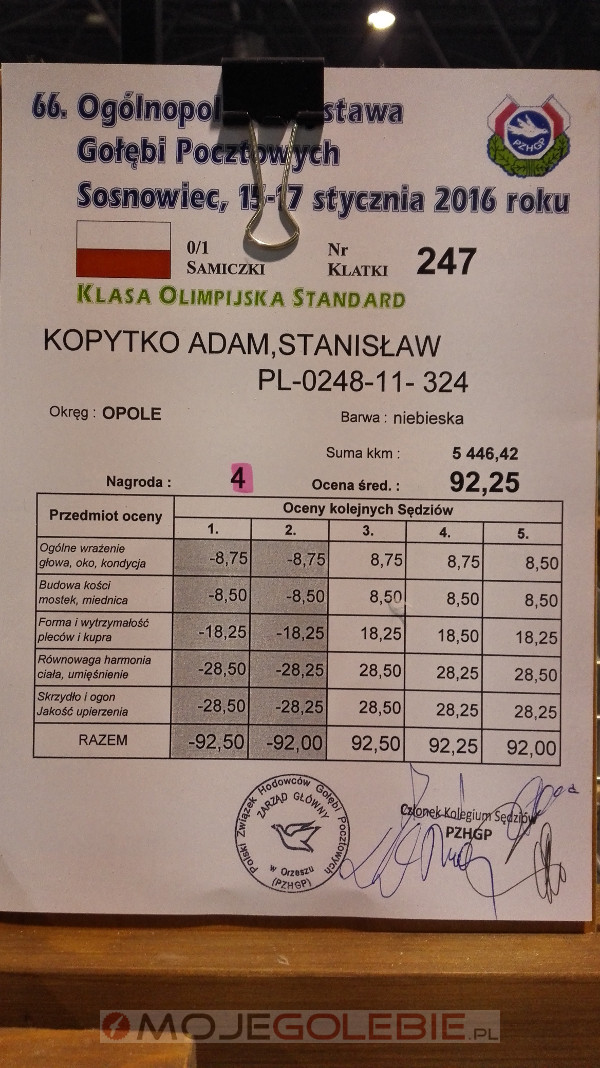 66. Ogólnopol stawa
Gołębi Pocztowych
Sosnowiec, 15-17 stycznia 2016 roku
PZHGP
0/1 Nr
SAMICZKI KLATKI 247
KLASA OLIMPIJSKA STANDARD
KOPYTKO ADAM,STANISŁAW
PL-0248-11- 324
Okręg : OPOLE Barwa : niebieska
Suma kkm : 5 446,42
Nagroda : 4 Ocena śred. : 92,25
Przedmiot oceny Oceny kolejnych Sędziów
1. 2. 3. 4. 5.
Ogólne wrażenie
głowa, oko, kondycja -8,75 -8,75 8,75 8,75 8,50
Budowa kości
mostek, miednica -8,50 -8,50 8,50 8,50 8,50
Forma i wytrzymałość
pleców i kupra -18,25 -18,25 18,25 18,50 18,25
Równowaga harmonia
ciała, umięśnienie -28,50 -28,25 28,50 28,25 28,50
Skrzydło i ogon
Jakość upierzenia -28,50 -28,25 28,50 28,25 28,25
RAZEM -92,50 -92,00 92,50 92,25 92,00
Polski Związek Hodowców Gołębi Pocztowych
ZARZĄD GŁÓWNY
w Orzeszu
(PZHGP)
Członek Kolegium Sędziów
PZHGP
MOJEGOLEBIE.PL